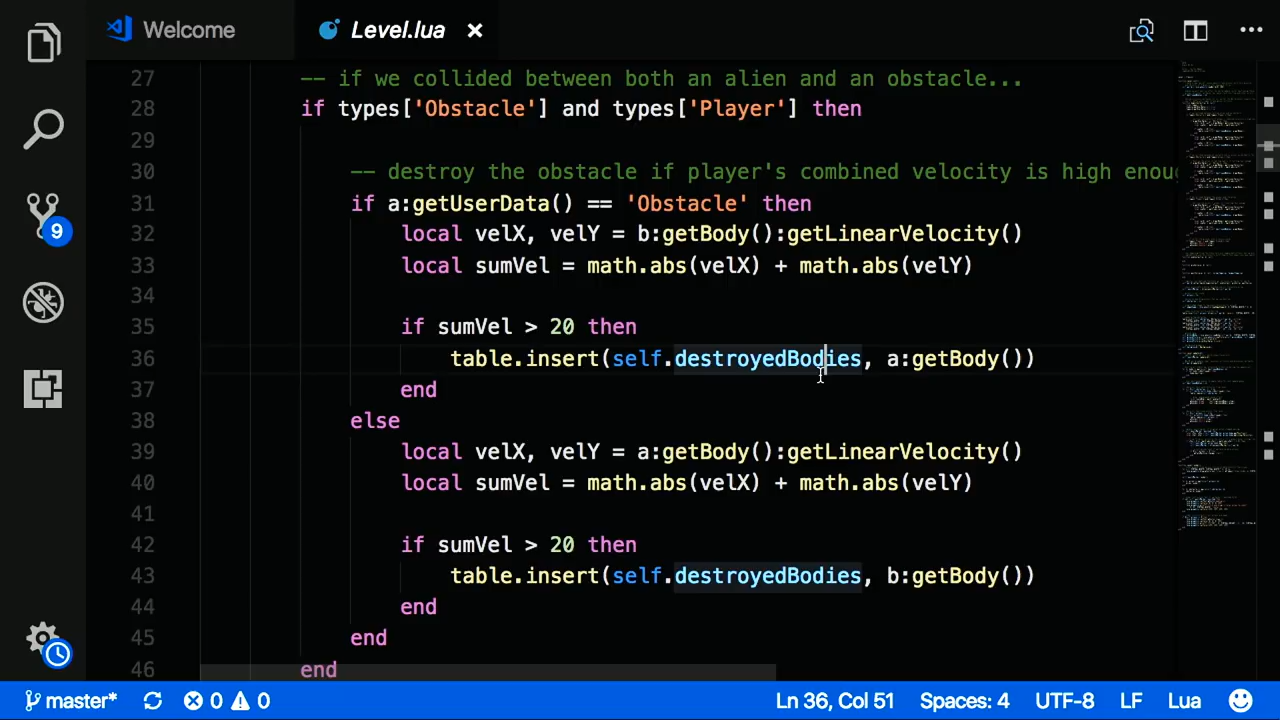 Welcome
Level.lua
27 -- if we collided between both an alien and an obstacle...
28 if types['Obstacle'] and types['Player'] then
29
30 -- destroy the obstacle if player's combined velocity is high
31 if a:getUserData() == 'Obstacle' then
32 local velX, velY = b:getBody():getLinearVelocity()
33 local sumVel = math.abs(velX) + math.abs(velY)
34
35 if sumVel > 20 then
36 table.insert(self.destroyedBodies, a:getBody())
37 end
38 else
39 local velX, velY = a:getBody():getLinearVelocity()
40 local sumVel = math.abs(velX) + math.abs(velY)
41
42 if sumVel > 20 then
43 table.insert(self.destroyedBodies, b:getBody())
44 end
45 end
46 end
9
master* 0 0 Ln 36, Col 51 Spaces: 4 UTF-8 LF Lua